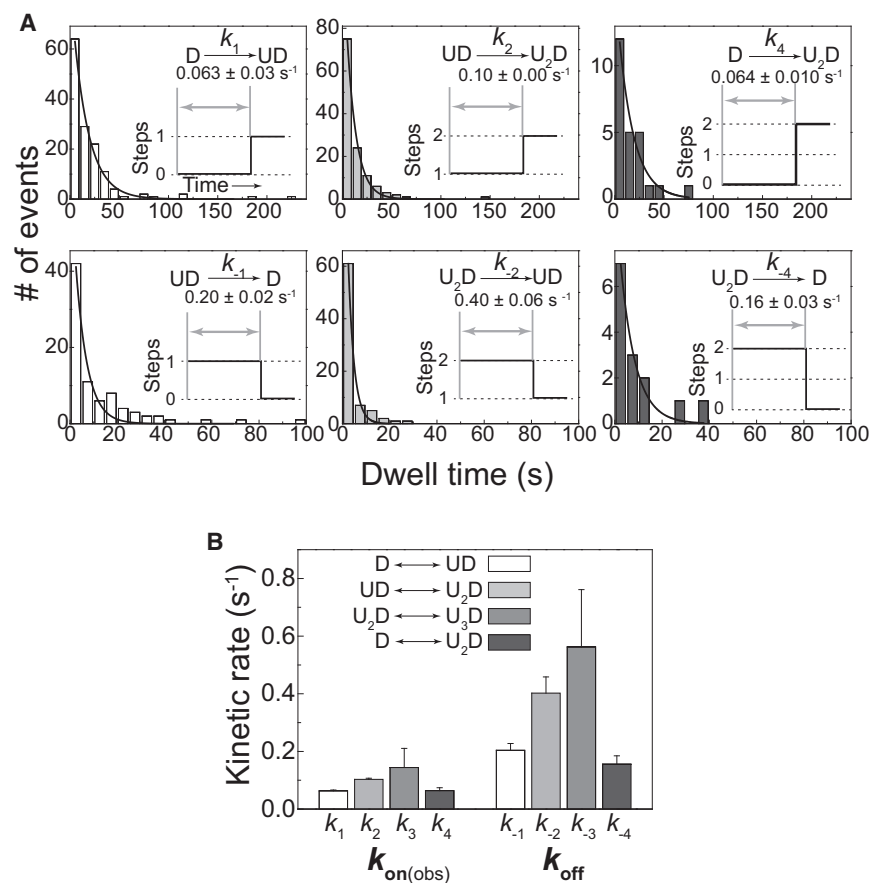 A
# of events
60
40
20
0
0 50 100 150 200
D k1 UD
0.063 ± 0.03 s-1
Steps
1
0
Time
80
60
40
20
0
0 50 100 150 200
UD k2 U2D
0.10 ± 0.00 s-1
Steps
2
1
10
5
0
0 50 100 150 200
D k4 U2D
0.064 ± 0.010 s-1
Steps
2
1
0
40
20
0
0 20 40 60 80 100
UD k-1 D
0.20 ± 0.02 s-1
Steps
1
0
60
40
20
0
0 20 40 60 80 100
U2D k-2 UD
0.40 ± 0.06 s-1
Steps
2
1
6
4
2
0
0 20 40 60 80 100
U2D k-4 D
0.16 ± 0.03 s-1
Steps
2
1
0
Dwell time (s)
B
Kinetic rate (s-1)
0.8
0.6
0.4
0.2
0.0
D UD
UD U2D
U2D U3D
D U2D
k1 k2 k3 k4 k-1 k-2 k-3 k-4
kon(obs) koff